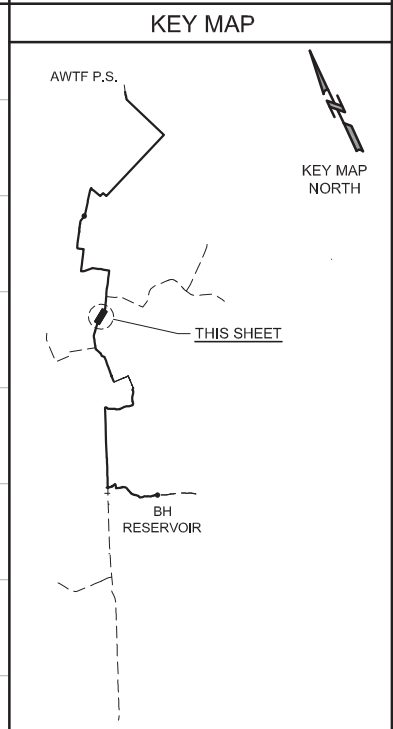 KEY MAP
AWTF P.S.
KEY MAP
NORTH
THIS SHEET
BH
RESERVOIR